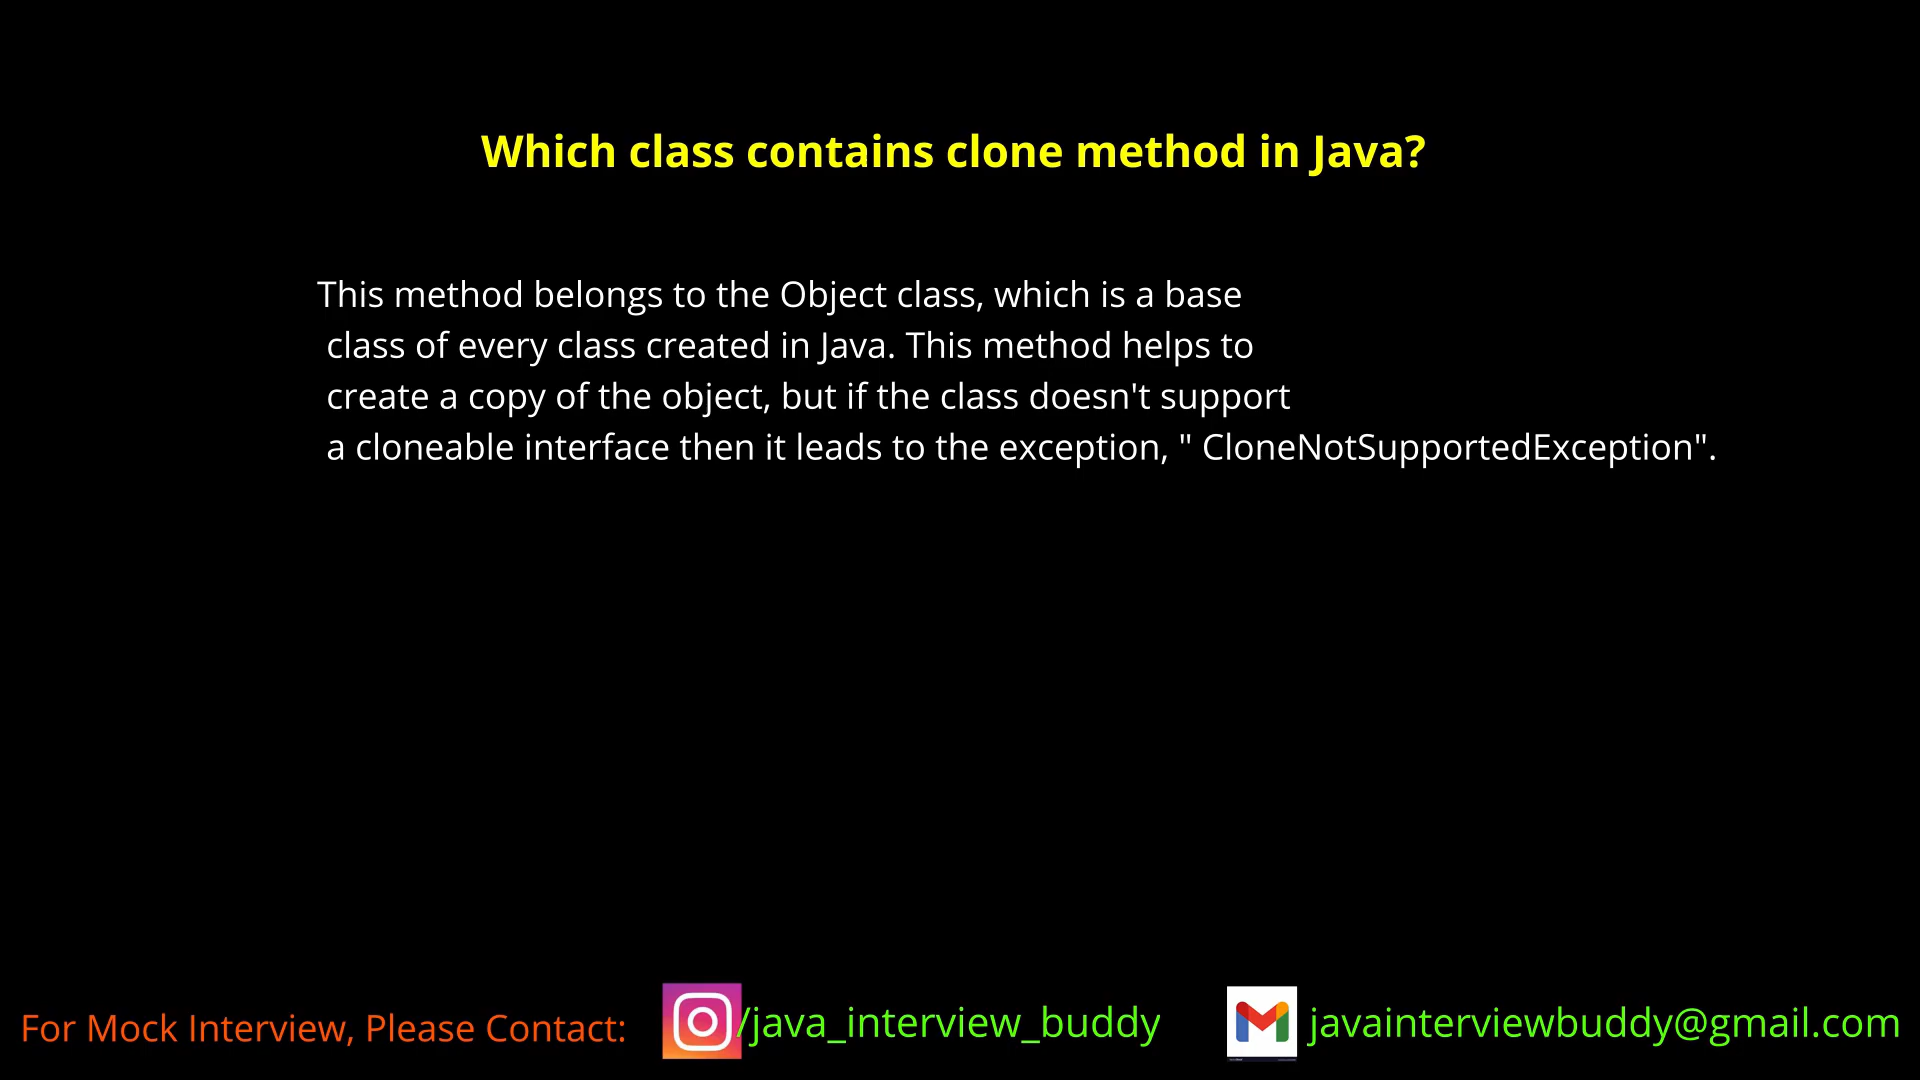 Which class contains clone method in Java?
This method belongs to the Object class, which is a base
class of every class created in Java. This method helps to
create a copy of the object, but if the class doesn't support
a cloneable interface then it leads to the exception, " CloneNotSupportedException".
For Mock Interview, Please Contact: /java_interview_buddy javainterviewbuddy@gmail.com